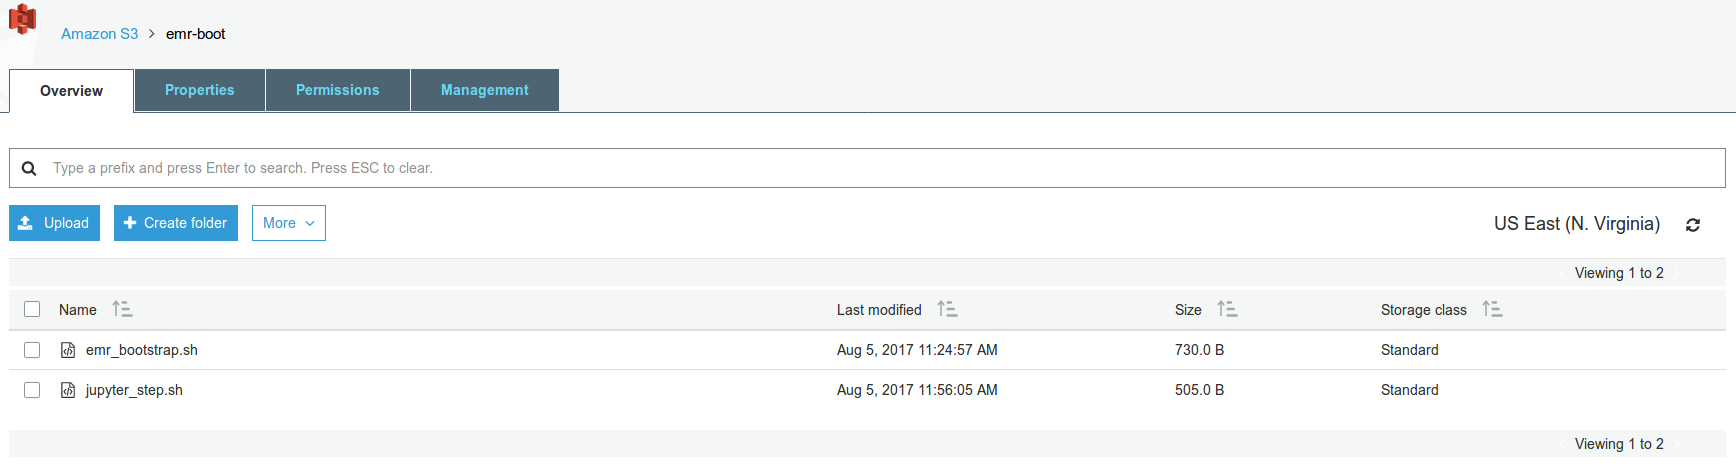 Amazon S3 > emr-boot
Overview Properties Permissions Management
Type a prefix and press Enter to search. Press ESC to clear.
Upload + Create folder More US East (N. Virginia)
Viewing 1 to 2
Name Last modified Size Storage class
emr_bootstrap.sh Aug 5, 2017 11:24:57 AM 730.0 B Standard
jupyter_step.sh Aug 5, 2017 11:56:05 AM 505.0 B Standard
Viewing 1 to 2